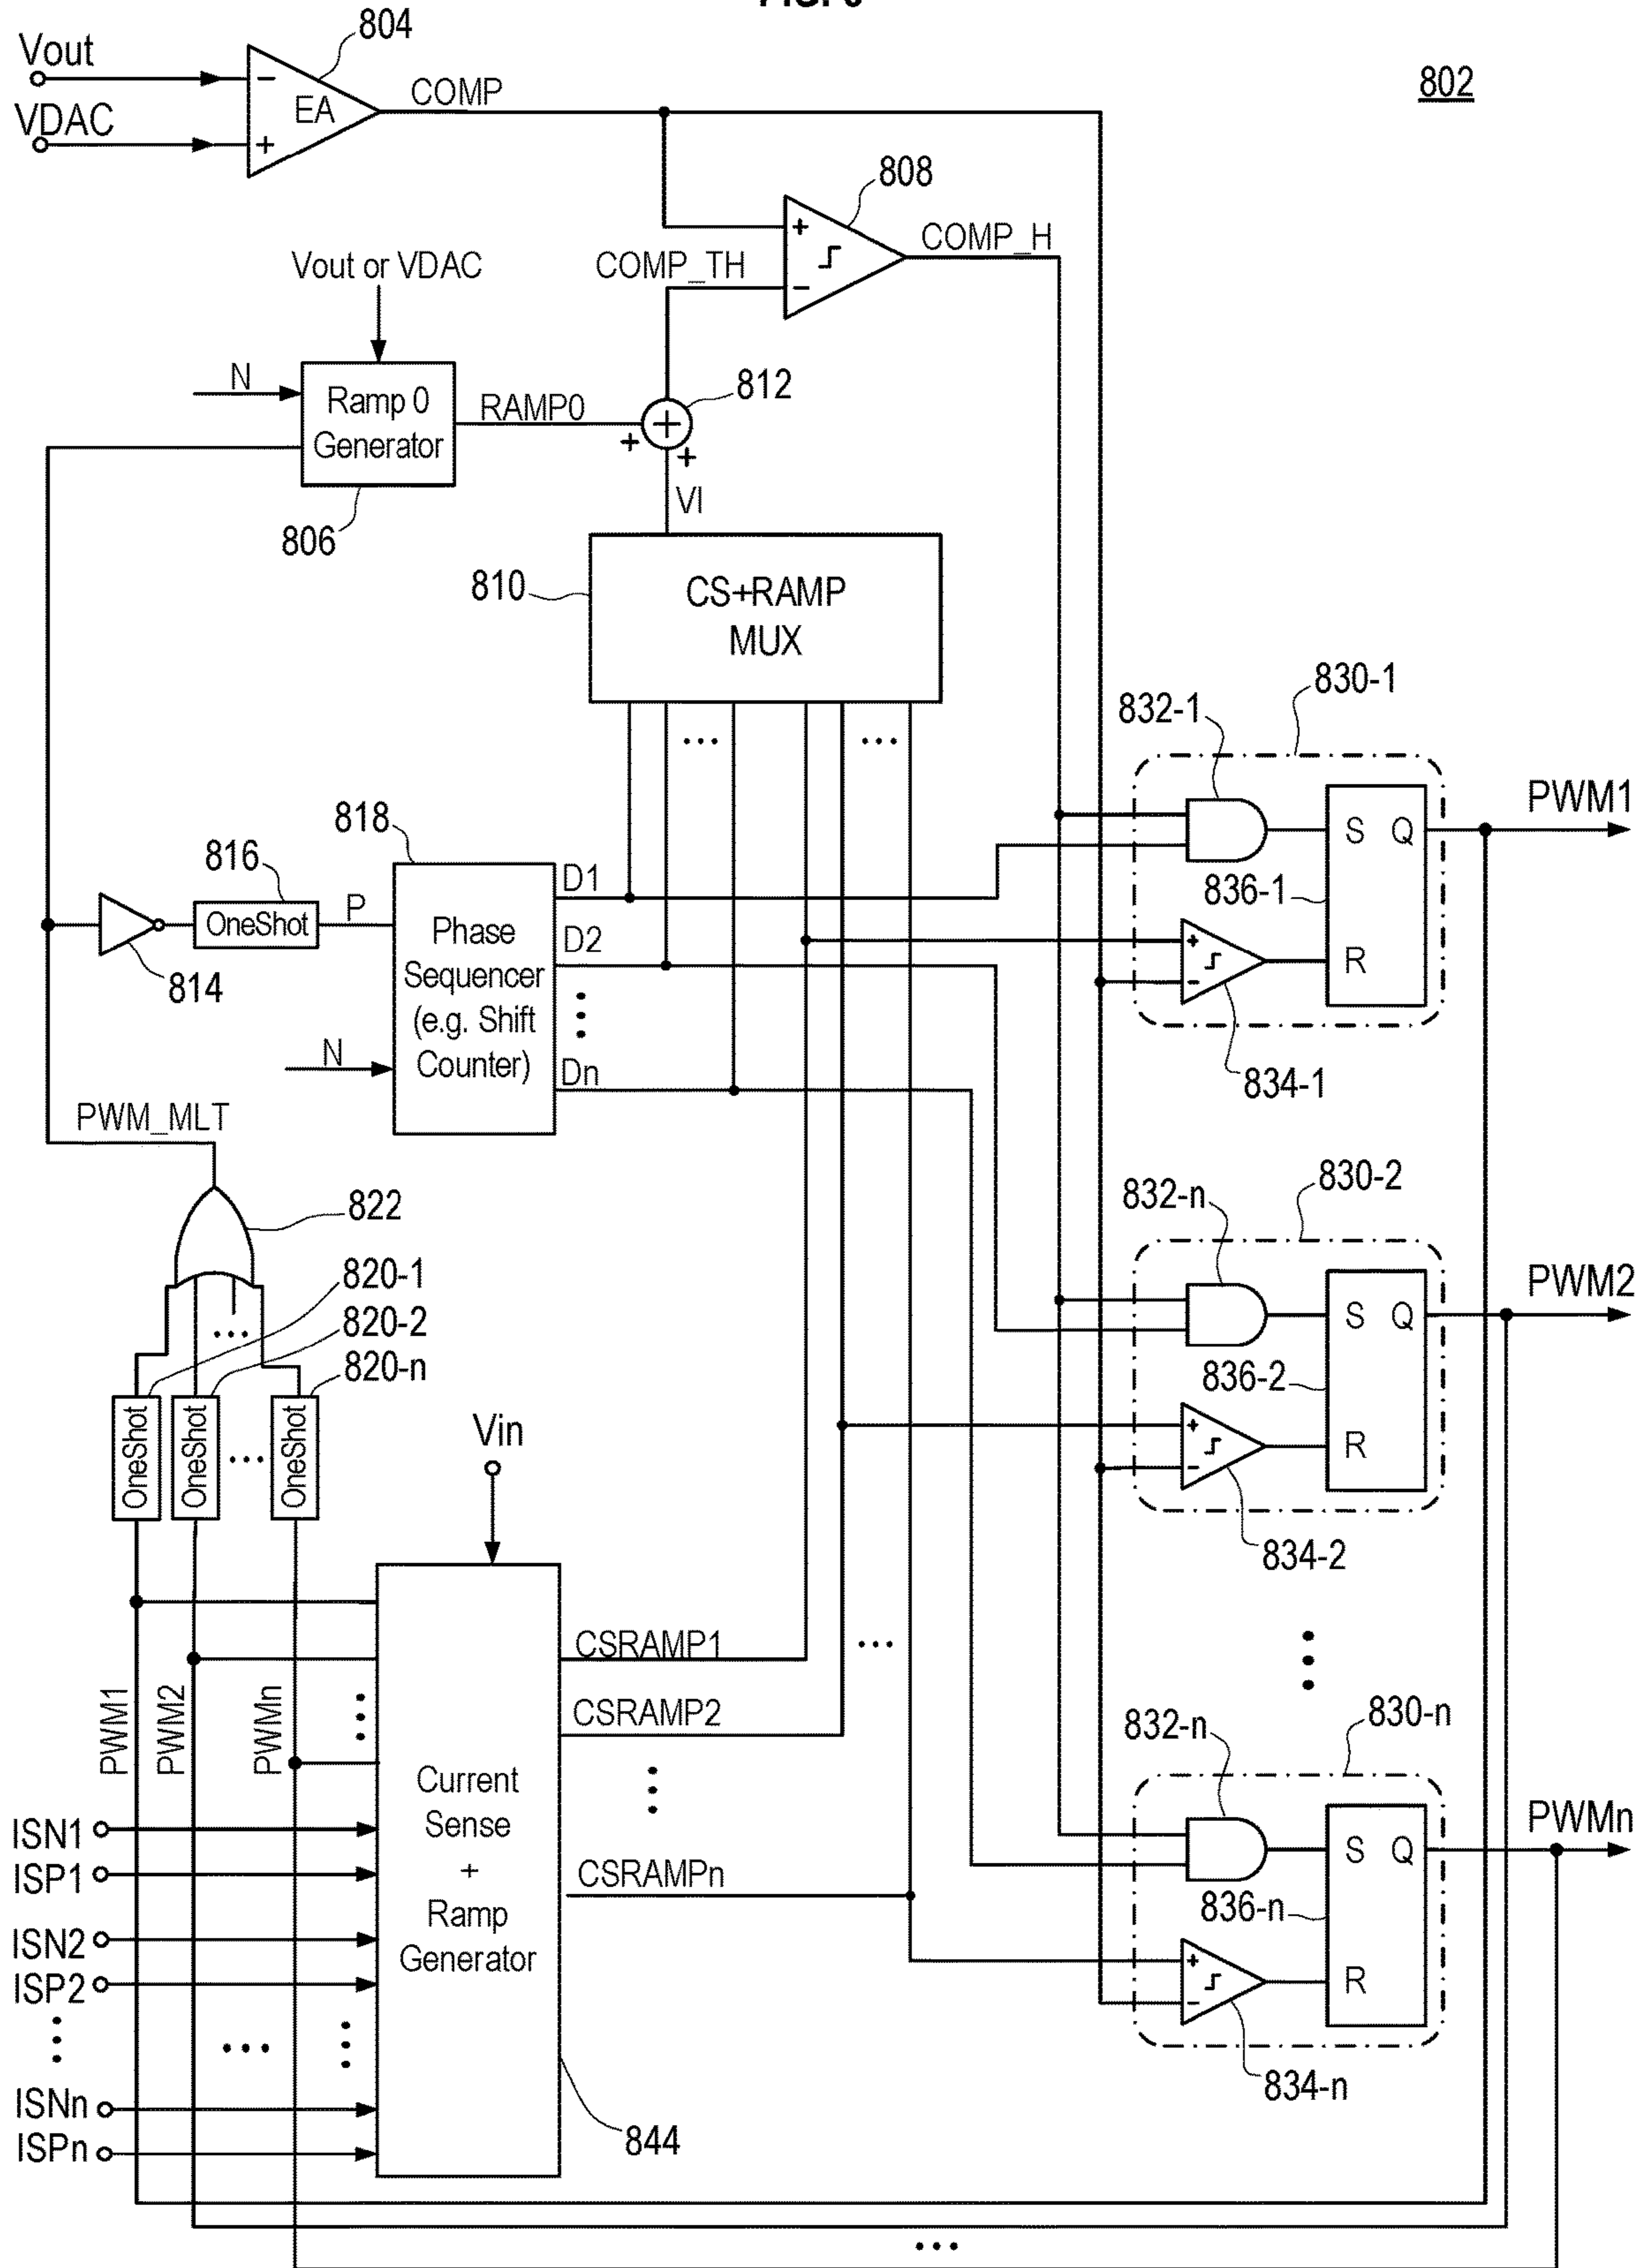 Vout
VDAC
804
−
EA
+
COMP
802
808
+
−
COMP_H
COMP_TH
Vout or VDAC
N
Ramp 0
Generator
806
RAMP0
812
+
+
+
VI
810
CS+RAMP
MUX
...
...
830-1
832-1
818
816
OneShot
P
814
Phase
Sequencer
(e.g. Shift
Counter)
N
D1
D2
Dn
S
Q
R
836-1
PWM1
+
−
834-1
PWM_MLT
822
820-1
820-2
820-n
...
OneShot
OneShot
...
OneShot
830-2
832-n
S
Q
R
836-2
PWM2
+
−
834-2
Vin
PWM1
PWM2
PWMn
CSRAMP1
...
CSRAMP2
CSRAMPn
Current
Sense
+
Ramp
Generator
844
ISN1
ISP1
ISN2
ISP2
...
ISNn
ISPn
830-n
832-n
S
Q
R
836-n
PWMn
+
−
834-n
...